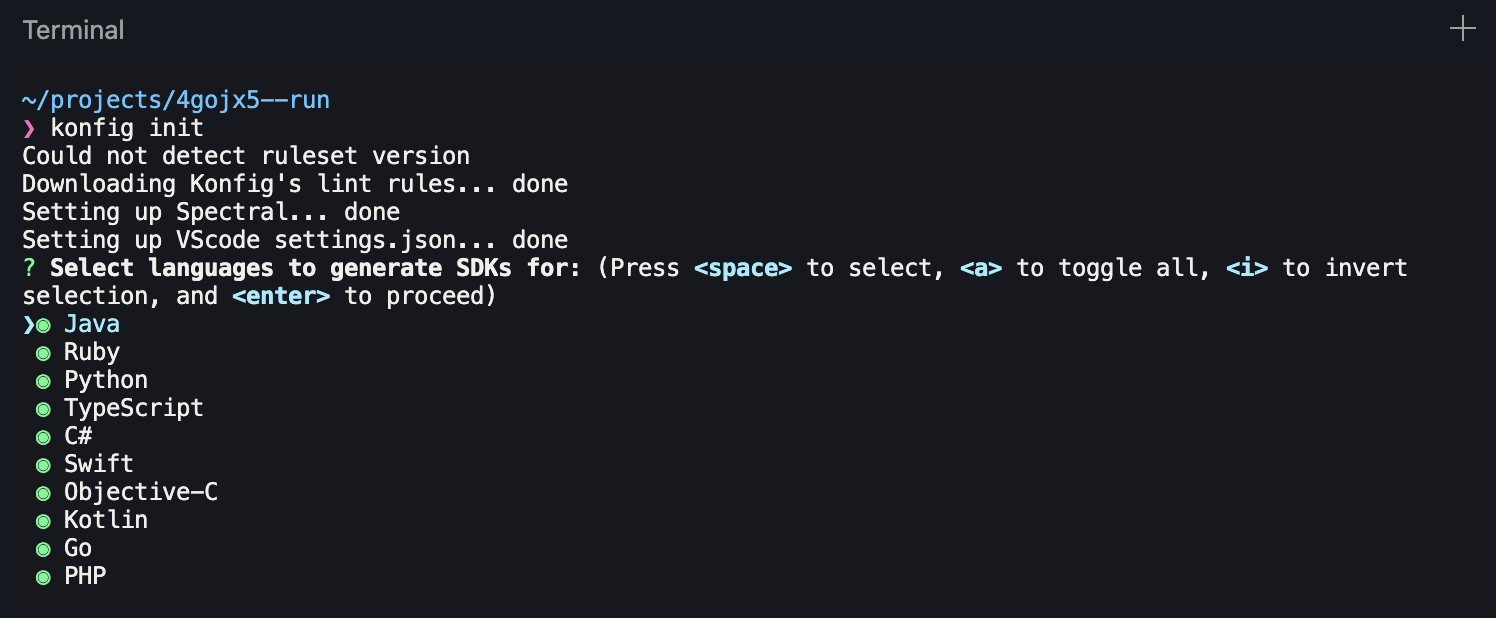 Terminal
~/projects/4gojx5--run
❯ konfig init
Could not detect ruleset version
Downloading Konfig's lint rules... done
Setting up Spectral... done
Setting up VScode settings.json... done
? Select languages to generate SDKs for: (Press <space> to select, <a> to toggle all, <i> to invert
selection, and <enter> to proceed)
❯◉ Java
◉ Ruby
◉ Python
◉ TypeScript
◉ C#
◉ Swift
◉ Objective-C
◉ Kotlin
◉ Go
◉ PHP